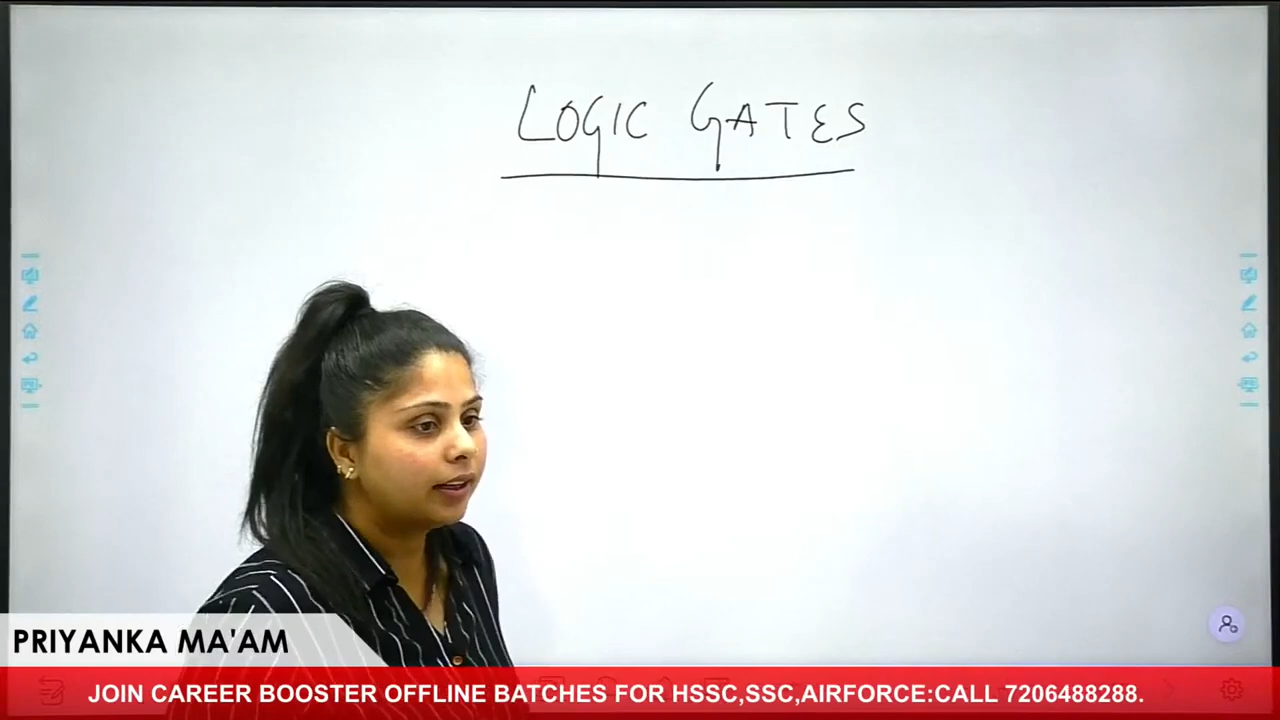 LOGIC GATES
PRIYANKA MA'AM
JOIN CAREER BOOSTER OFFLINE BATCHES FOR HSSC,SSC,AIRFORCE:CALL 7206488288.